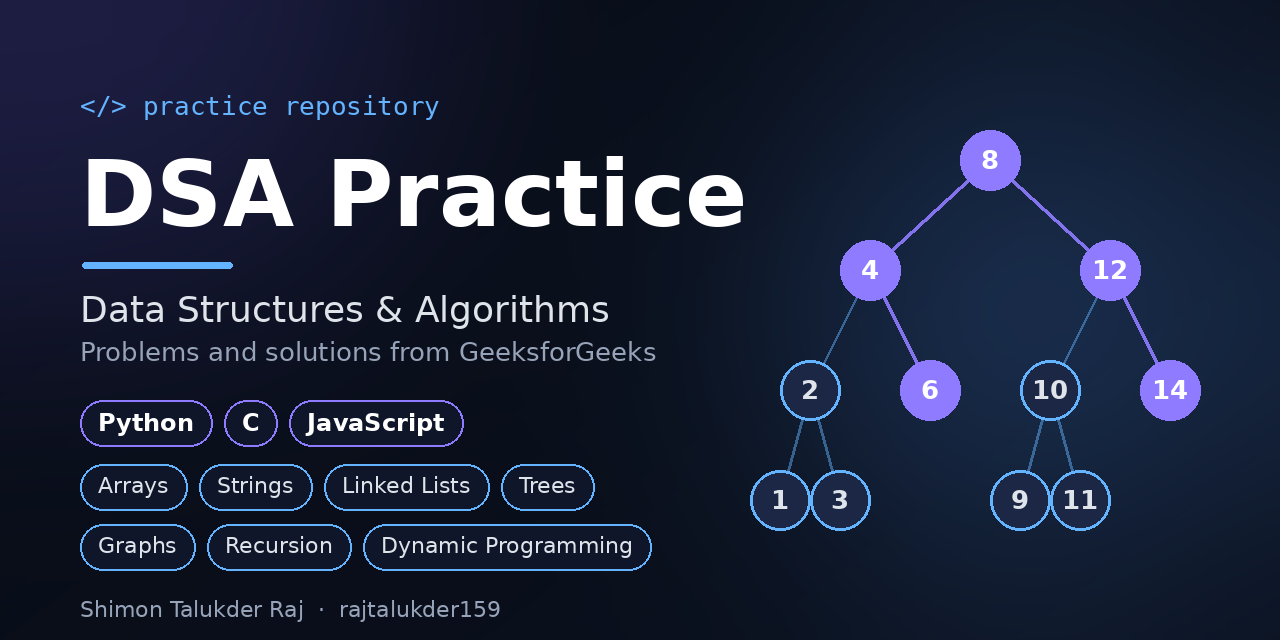 </> practice repository
DSA Practice
Data Structures & Algorithms
Problems and solutions from GeeksforGeeks
Python C JavaScript
Arrays Strings Linked Lists Trees
Graphs Recursion Dynamic Programming
Shimon Talukder Raj · rajtalukder159
8
4 12
2 6 10 14
1 3 9 11